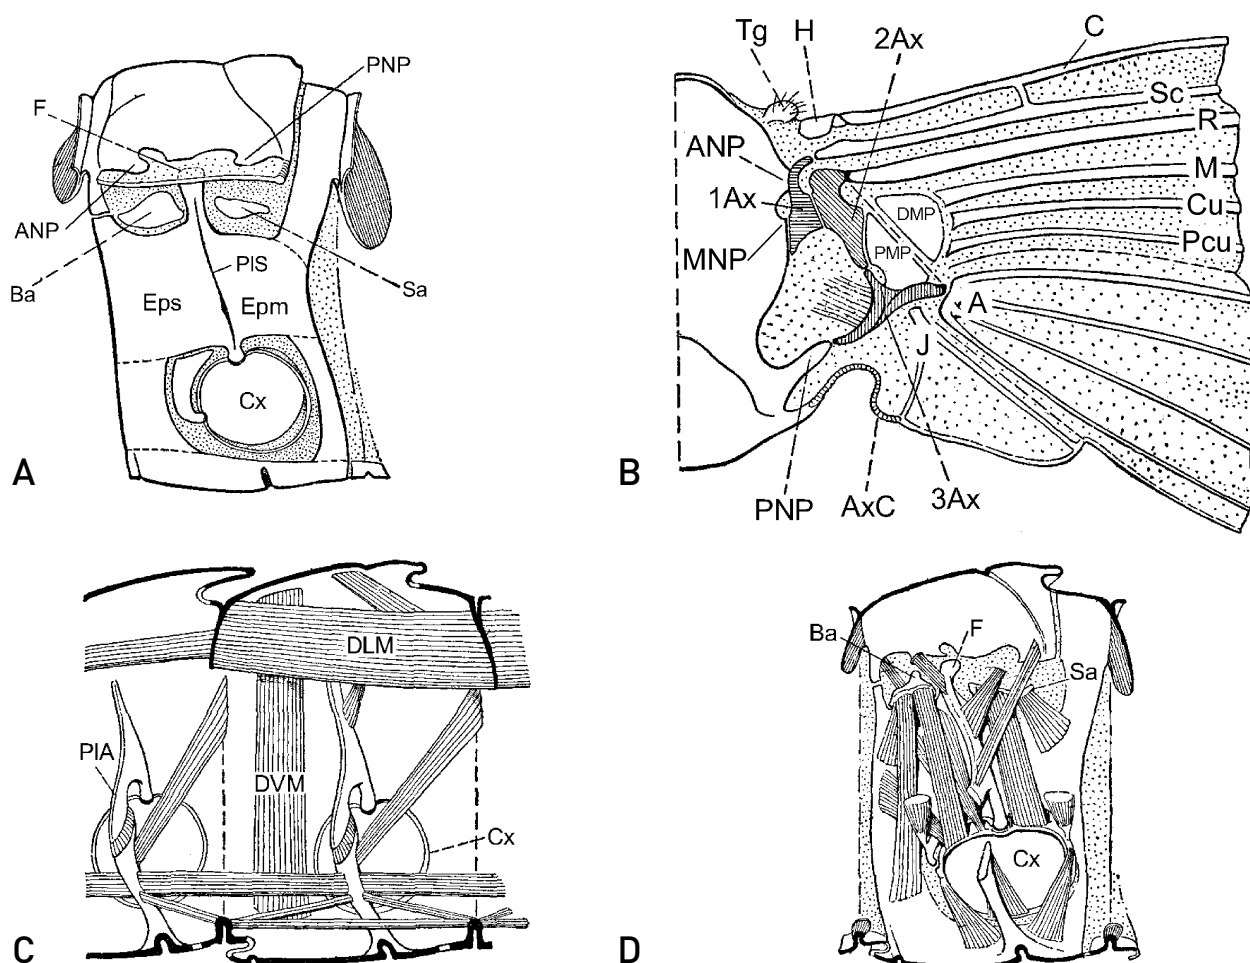 PNP
F
ANP
Ba
PlS
Sa
Eps
Epm
Cx
A
Tg
H
2Ax
C
Sc
R
ANP
M
1Ax
DMP
Cu
MNP
PMP
Pcu
A
J
PNP
AxC
3Ax
B
DLM
PlA
DVM
Cx
C
Ba
F
Sa
Cx
D